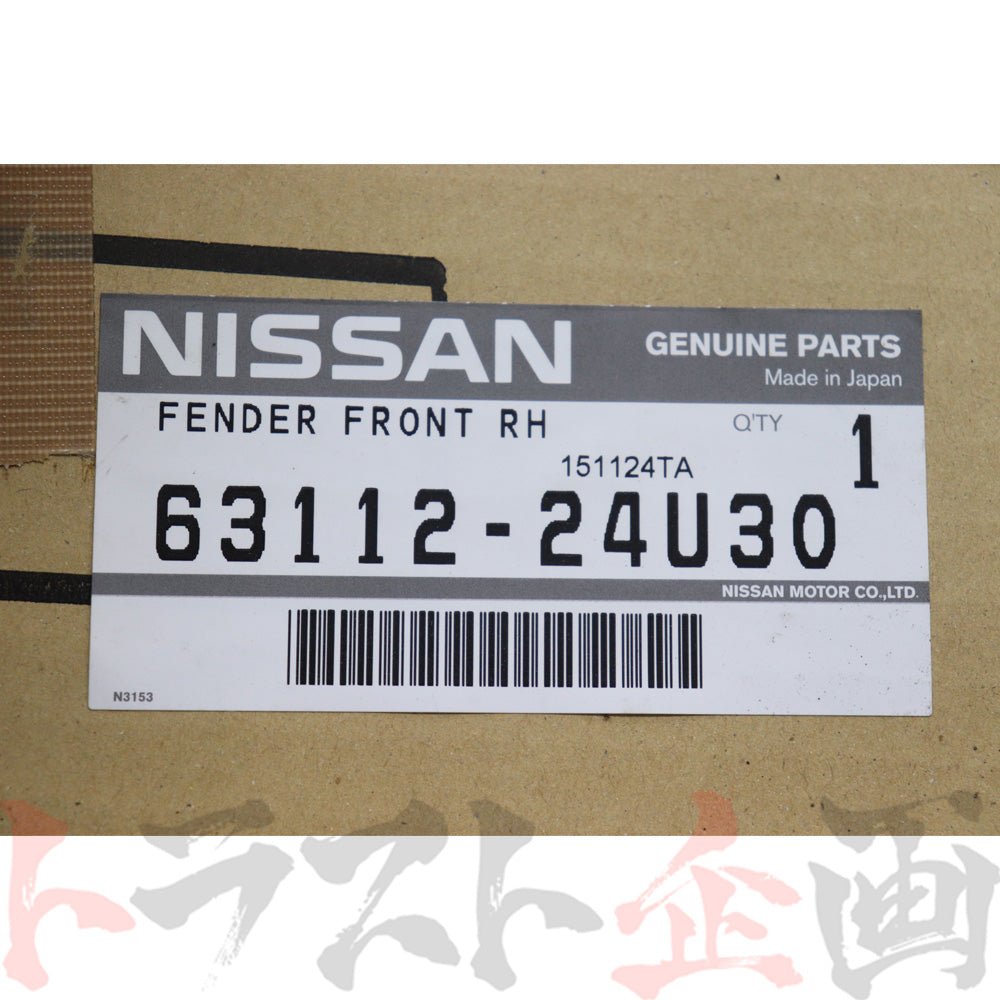 NISSAN
GENUINE PARTS
Made in Japan
FENDER FRONT RH
Q'TY
1
151124TA
63112-24U30
NISSAN MOTOR CO.,LTD.
N3153
トラスト企画